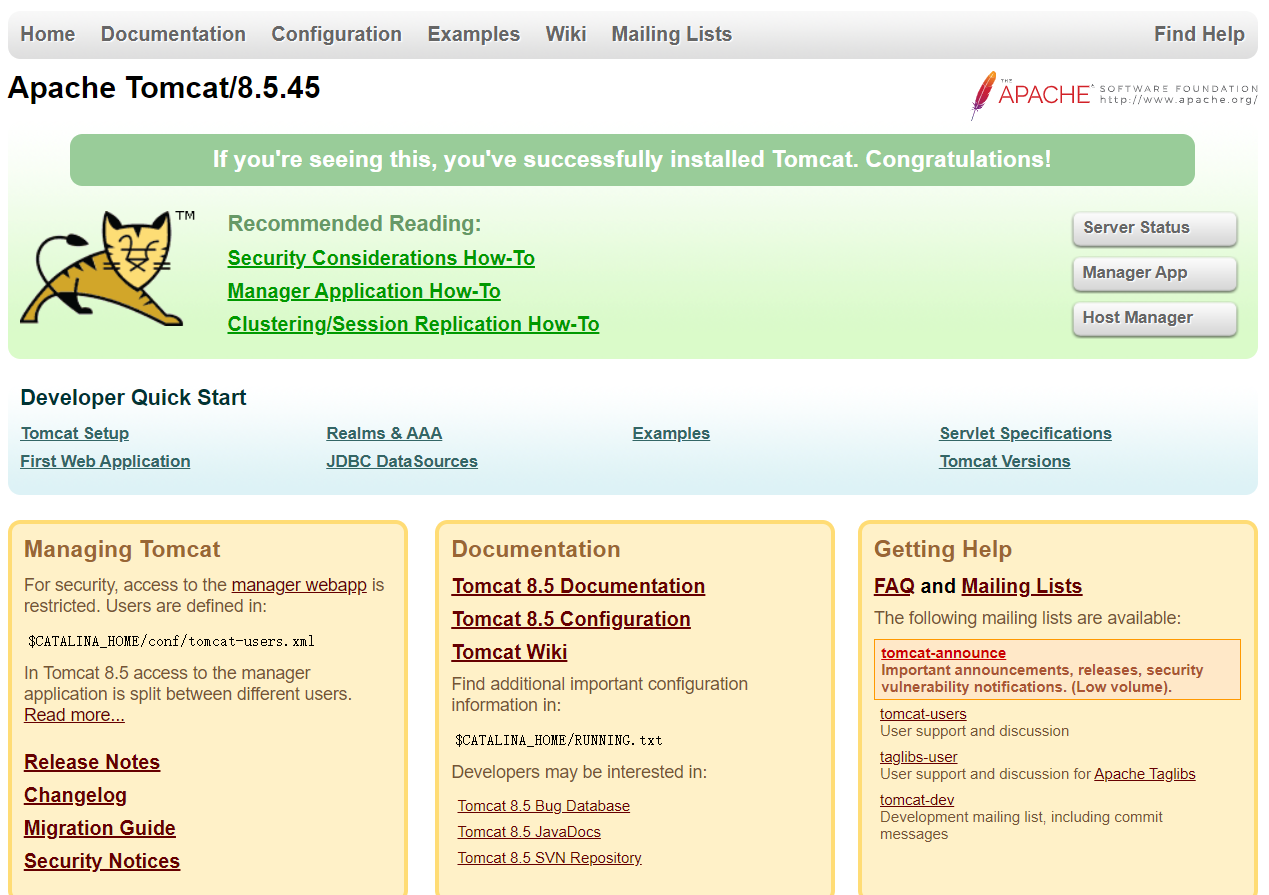 Home Documentation Configuration Examples Wiki Mailing Lists Find Help
Apache Tomcat/8.5.45
THE
APACHE®
SOFTWARE FOUNDATION
http://www.apache.org/
If you're seeing this, you've successfully installed Tomcat. Congratulations!
TM
Recommended Reading:
Security Considerations How-To
Manager Application How-To
Clustering/Session Replication How-To
Server Status
Manager App
Host Manager
Developer Quick Start
Tomcat Setup
First Web Application
Realms & AAA
JDBC DataSources
Examples
Servlet Specifications
Tomcat Versions
Managing Tomcat
For security, access to the manager webapp is
restricted. Users are defined in:
$CATALINA_HOME/conf/tomcat-users.xml
In Tomcat 8.5 access to the manager
application is split between different users.
Read more...
Release Notes
Changelog
Migration Guide
Security Notices
Documentation
Tomcat 8.5 Documentation
Tomcat 8.5 Configuration
Tomcat Wiki
Find additional important configuration
information in:
$CATALINA_HOME/RUNNING.txt
Developers may be interested in:
Tomcat 8.5 Bug Database
Tomcat 8.5 JavaDocs
Tomcat 8.5 SVN Repository
Getting Help
FAQ and Mailing Lists
The following mailing lists are available:
tomcat-announce
Important announcements, releases, security
vulnerability notifications. (Low volume).
tomcat-users
User support and discussion
taglibs-user
User support and discussion for Apache Taglibs
tomcat-dev
Development mailing list, including commit
messages